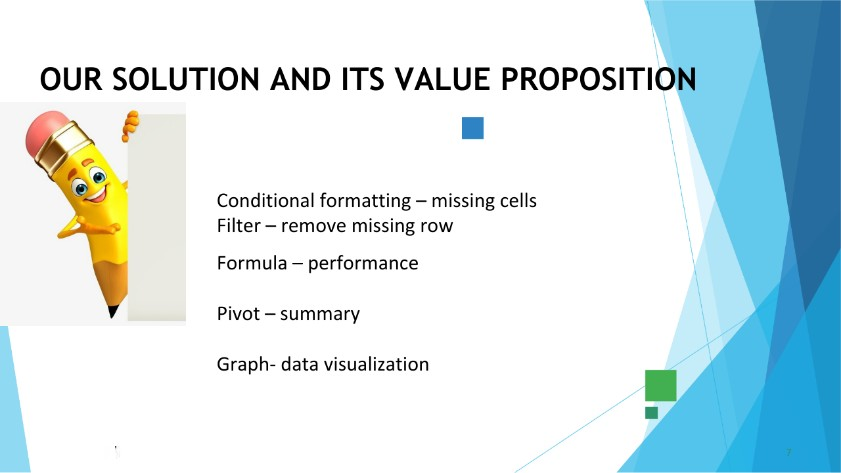 OUR SOLUTION AND ITS VALUE PROPOSITION
Conditional formatting – missing cells
Filter – remove missing row
Formula – performance
Pivot – summary
Graph- data visualization
7